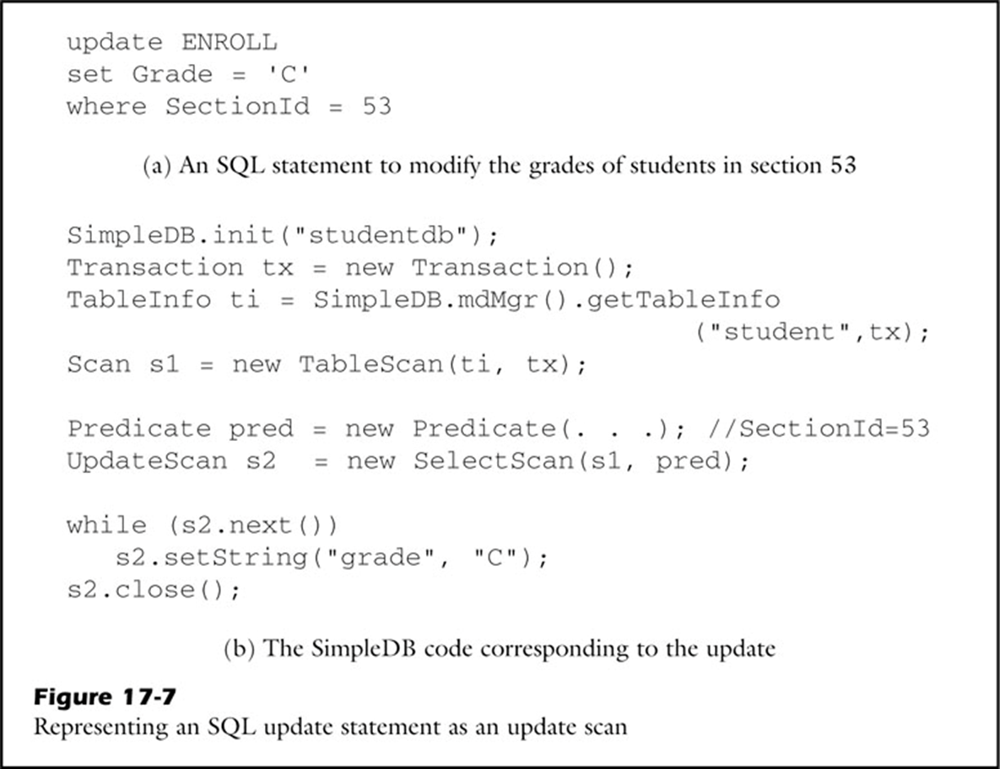 update ENROLL
set Grade = 'C'
where SectionId = 53
(a) An SQL statement to modify the grades of students in section 53
SimpleDB.init("studentdb");
Transaction tx = new Transaction();
TableInfo ti = SimpleDB.mdMgr().getTableInfo
("student",tx);
Scan s1 = new TableScan(ti, tx);
Predicate pred = new Predicate(. . .); //SectionId=53
UpdateScan s2 = new SelectScan(s1, pred);
while (s2.next())
s2.setString("grade", "C");
s2.close();
(b) The SimpleDB code corresponding to the update
Figure 17-7
Representing an SQL update statement as an update scan